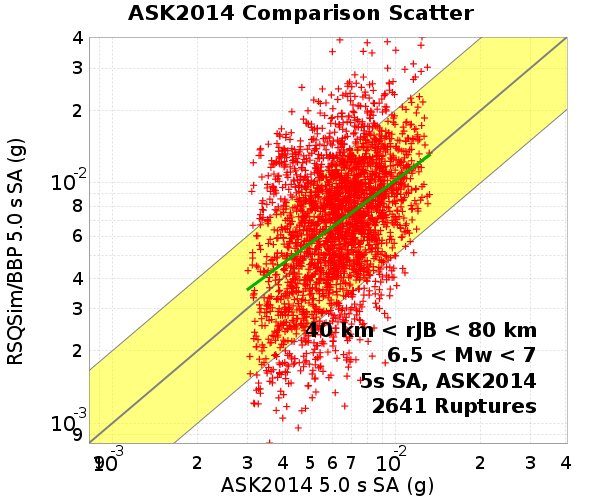 ASK2014 Comparison Scatter
RSQSim/BBP 5.0 s SA (g)
4
3
2
10-2
8
6
4
3
2
10-3
9
40 km < rJB < 80 km
6.5 < Mw < 7
5s SA, ASK2014
2641 Ruptures
9 10-3 2 3 4 5 6 7 10-2 2 3 4
ASK2014 5.0 s SA (g)